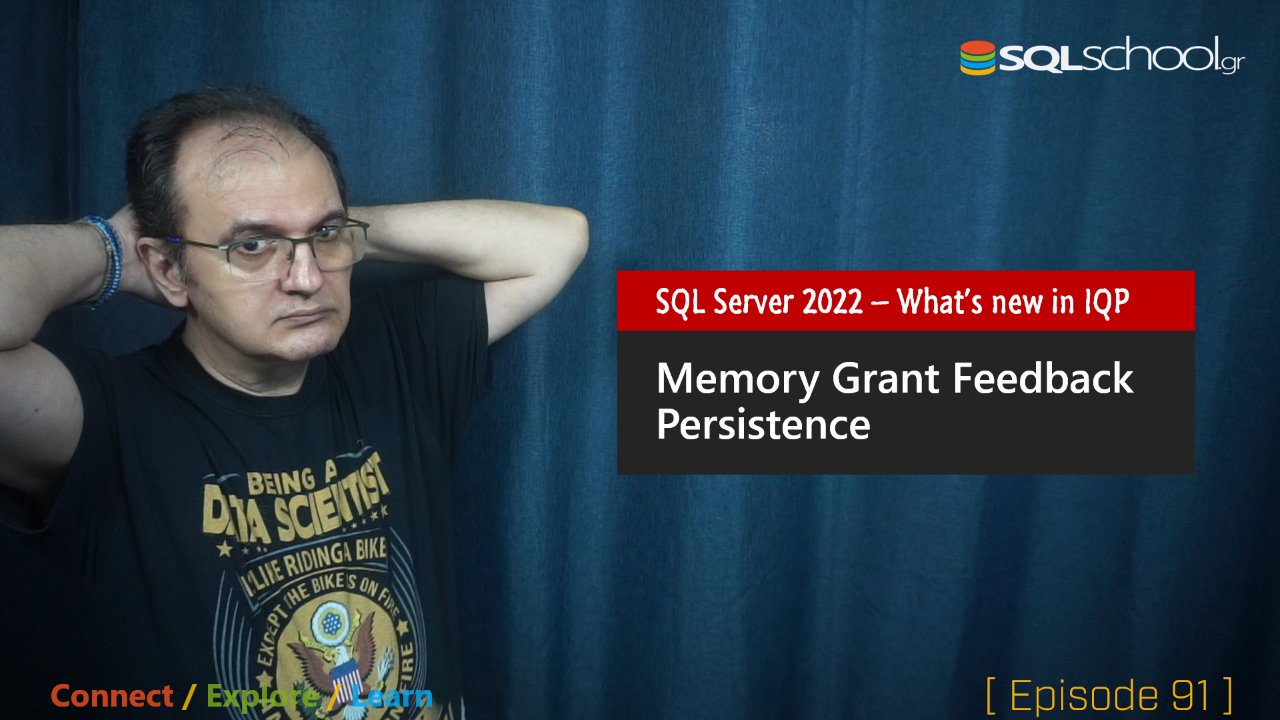 SQLschool.gr
SQL Server 2022 – What's new in IQP
Memory Grant Feedback
Persistence
BEING A
DATA SCIENTIST
IS LIKE RIDING A BIKE
EXCEPT THE BIKE IS ON FIRE
Connect / Explore / Learn
[ Episode 91 ]